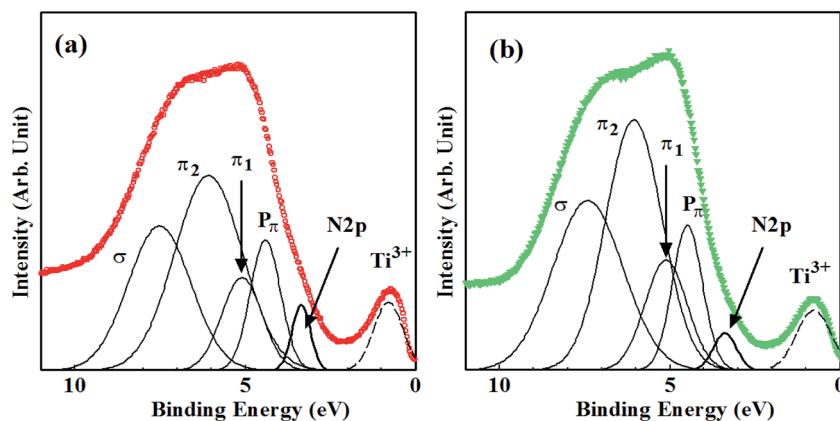 (a)
Intensity (Arb. Unit)
σ
π2
π1
Pπ
N2p
Ti3+
10
5
0
Binding Energy (eV)
(b)
Intensity (Arb. Unit)
σ
π2
π1
Pπ
N2p
Ti3+
10
5
0
Binding Energy (eV)